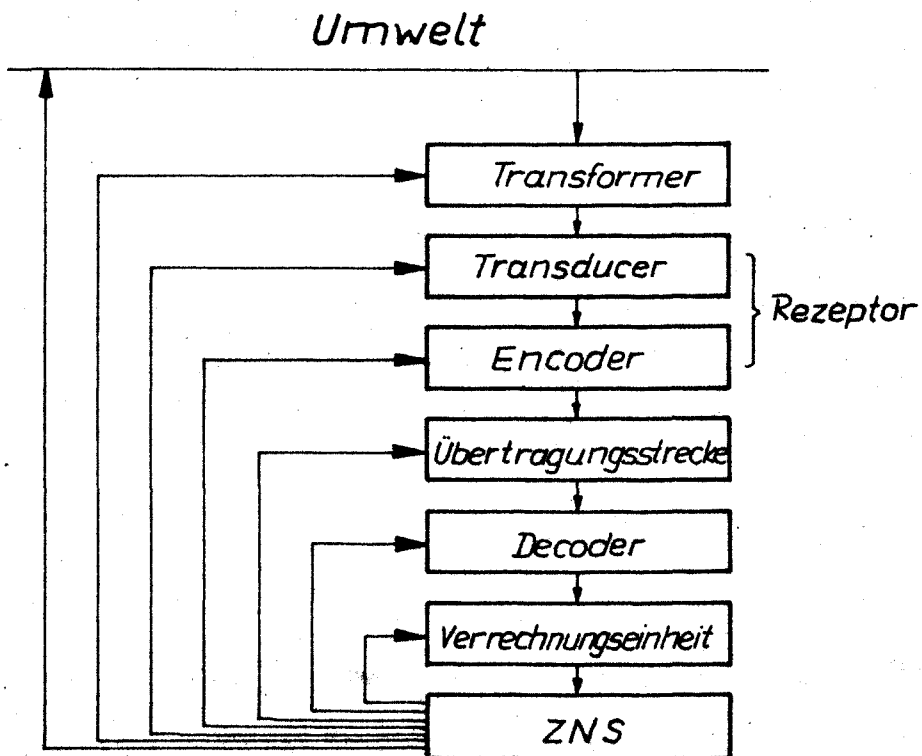 Umwelt
Transformer
Transducer
Rezeptor
Encoder
Übertragungsstrecke
Decoder
Verrechnungseinheit
ZNS